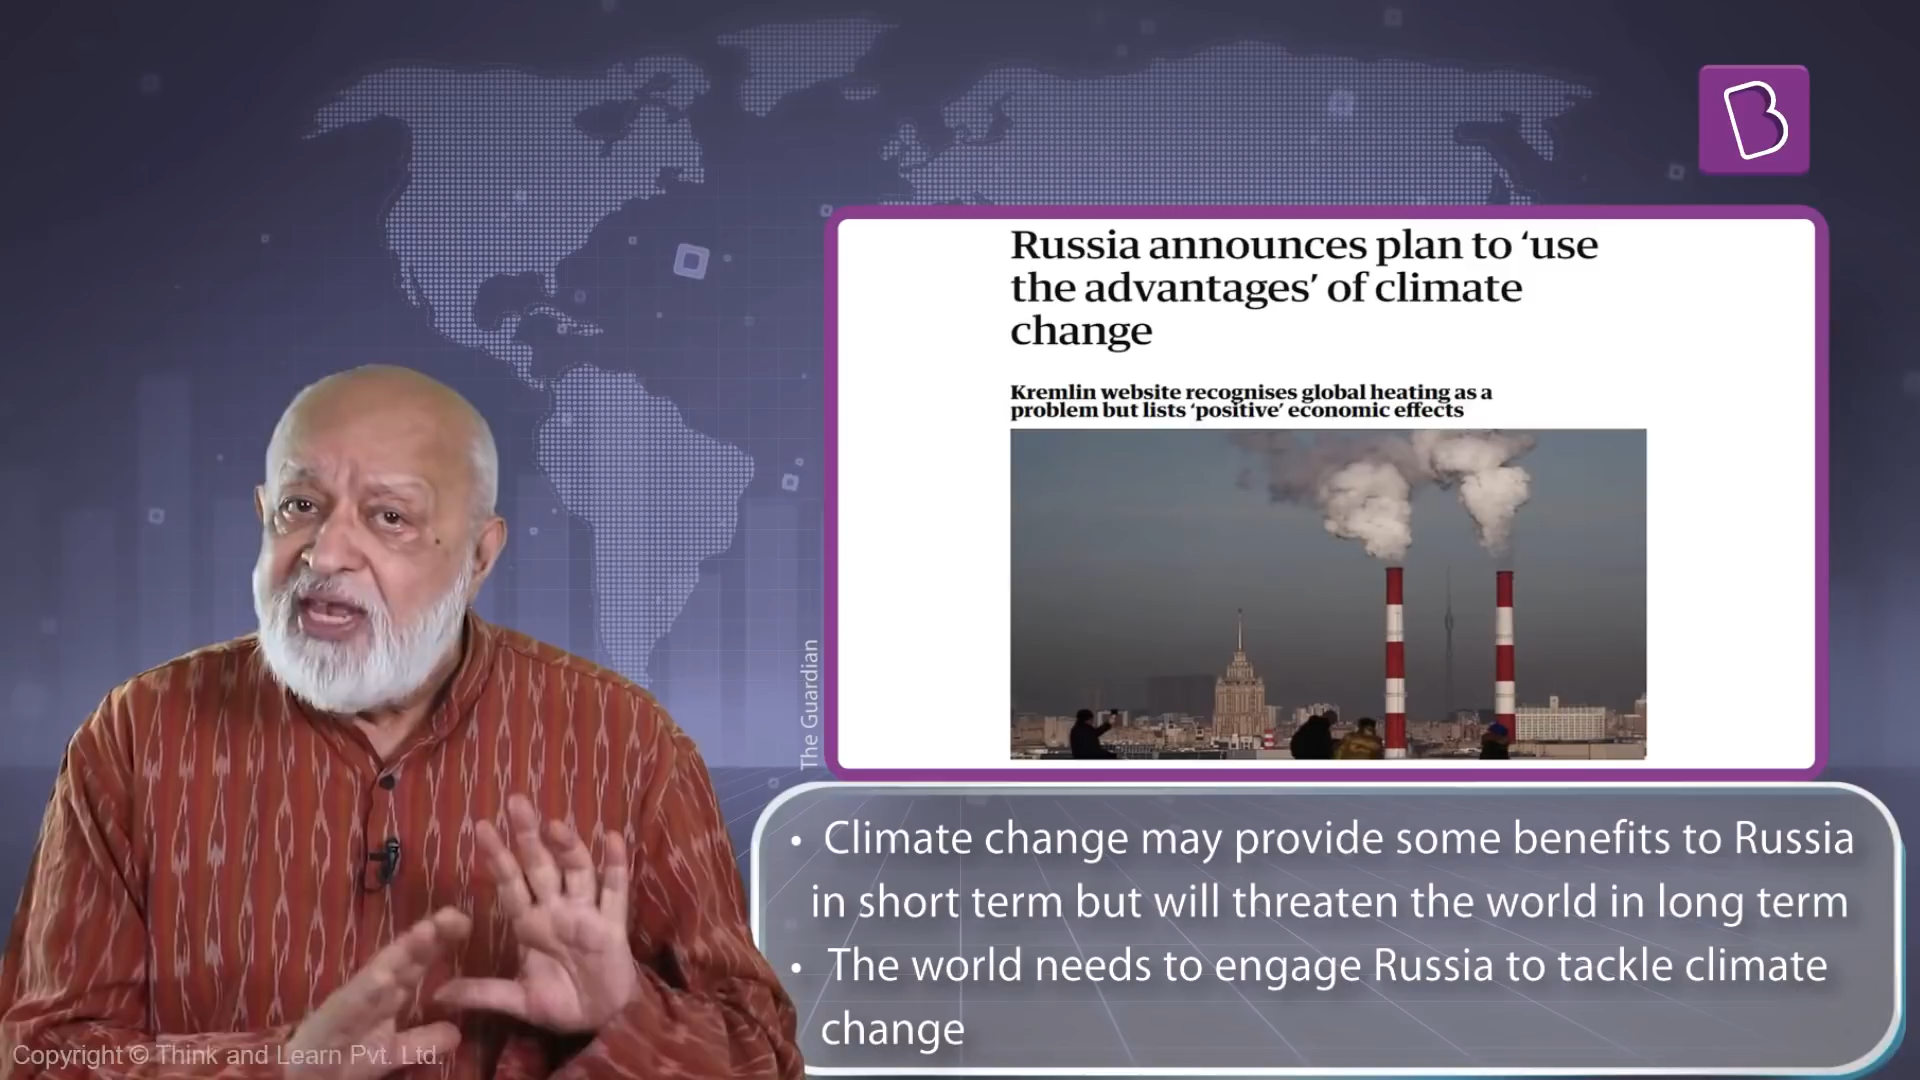 B
Russia announces plan to ‘use
the advantages’ of climate
change
Kremlin website recognises global heating as a
problem but lists ‘positive’ economic effects
The Guardian
• Climate change may provide some benefits to Russia
in short term but will threaten the world in long term
• The world needs to engage Russia to tackle climate
change
Copyright © Think and Learn Pvt. Ltd.